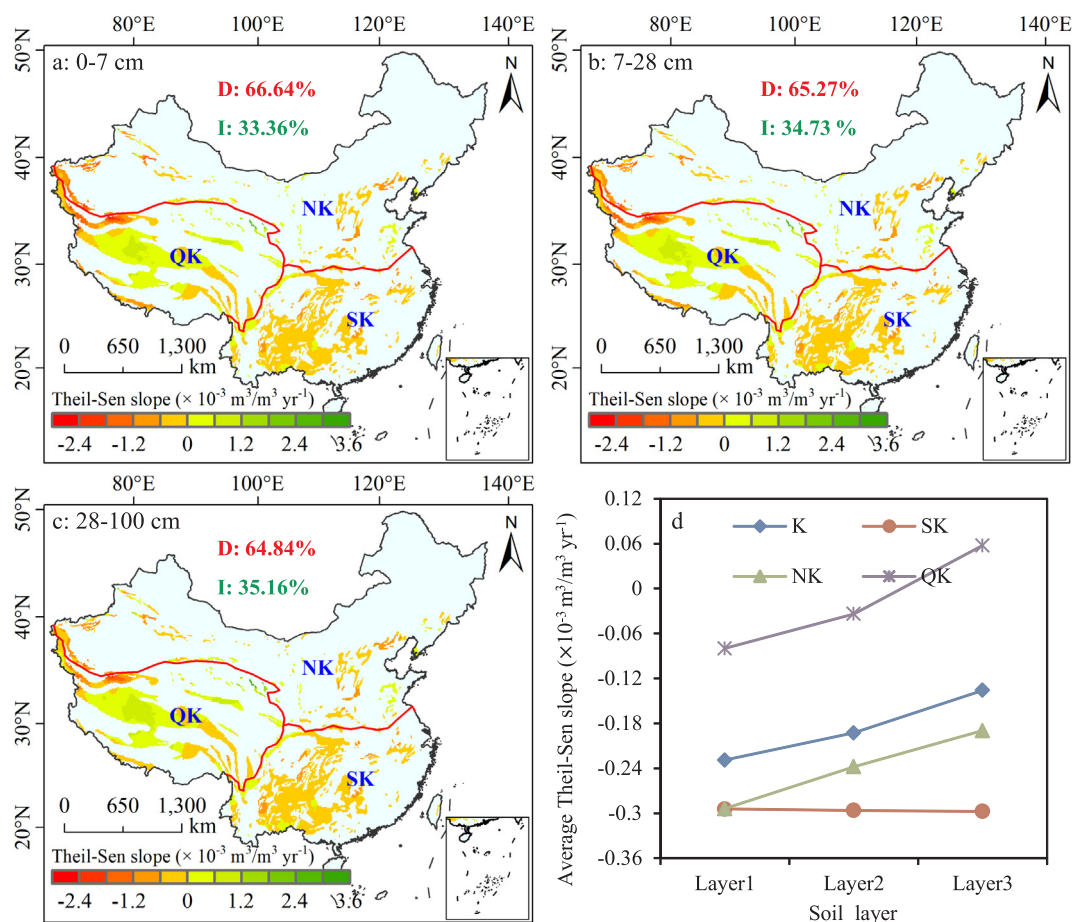 80°E 100°E 120°E 140°E
50°N
40°N
30°N
20°N
a: 0-7 cm
N
D: 66.64%
I: 33.36%
NK
QK
SK
0 650 1,300
km
Theil-Sen slope (× 10-3 m3/m3 yr-1)
-2.4 -1.2 0 1.2 2.4 3.6
80°E 100°E 120°E 140°E
50°N
40°N
30°N
20°N
b: 7-28 cm
N
D: 65.27%
I: 34.73 %
NK
QK
SK
0 650 1,300
km
Theil-Sen slope (× 10-3 m3/m3 yr-1)
-2.4 -1.2 0 1.2 2.4 3.6
80°E 100°E 120°E 140°E
50°N
40°N
30°N
20°N
c: 28-100 cm
N
D: 64.84%
I: 35.16%
NK
QK
SK
0 650 1,300
km
Theil-Sen slope (× 10-3 m3/m3 yr-1)
-2.4 -1.2 0 1.2 2.4 3.6
d
K SK
NK QK
0.12
0.06
0
-0.06
-0.12
-0.18
-0.24
-0.3
-0.36
Average Theil-Sen slope (×10-3 m3/m3 yr-1)
Layer1 Layer2 Layer3
Soil layer